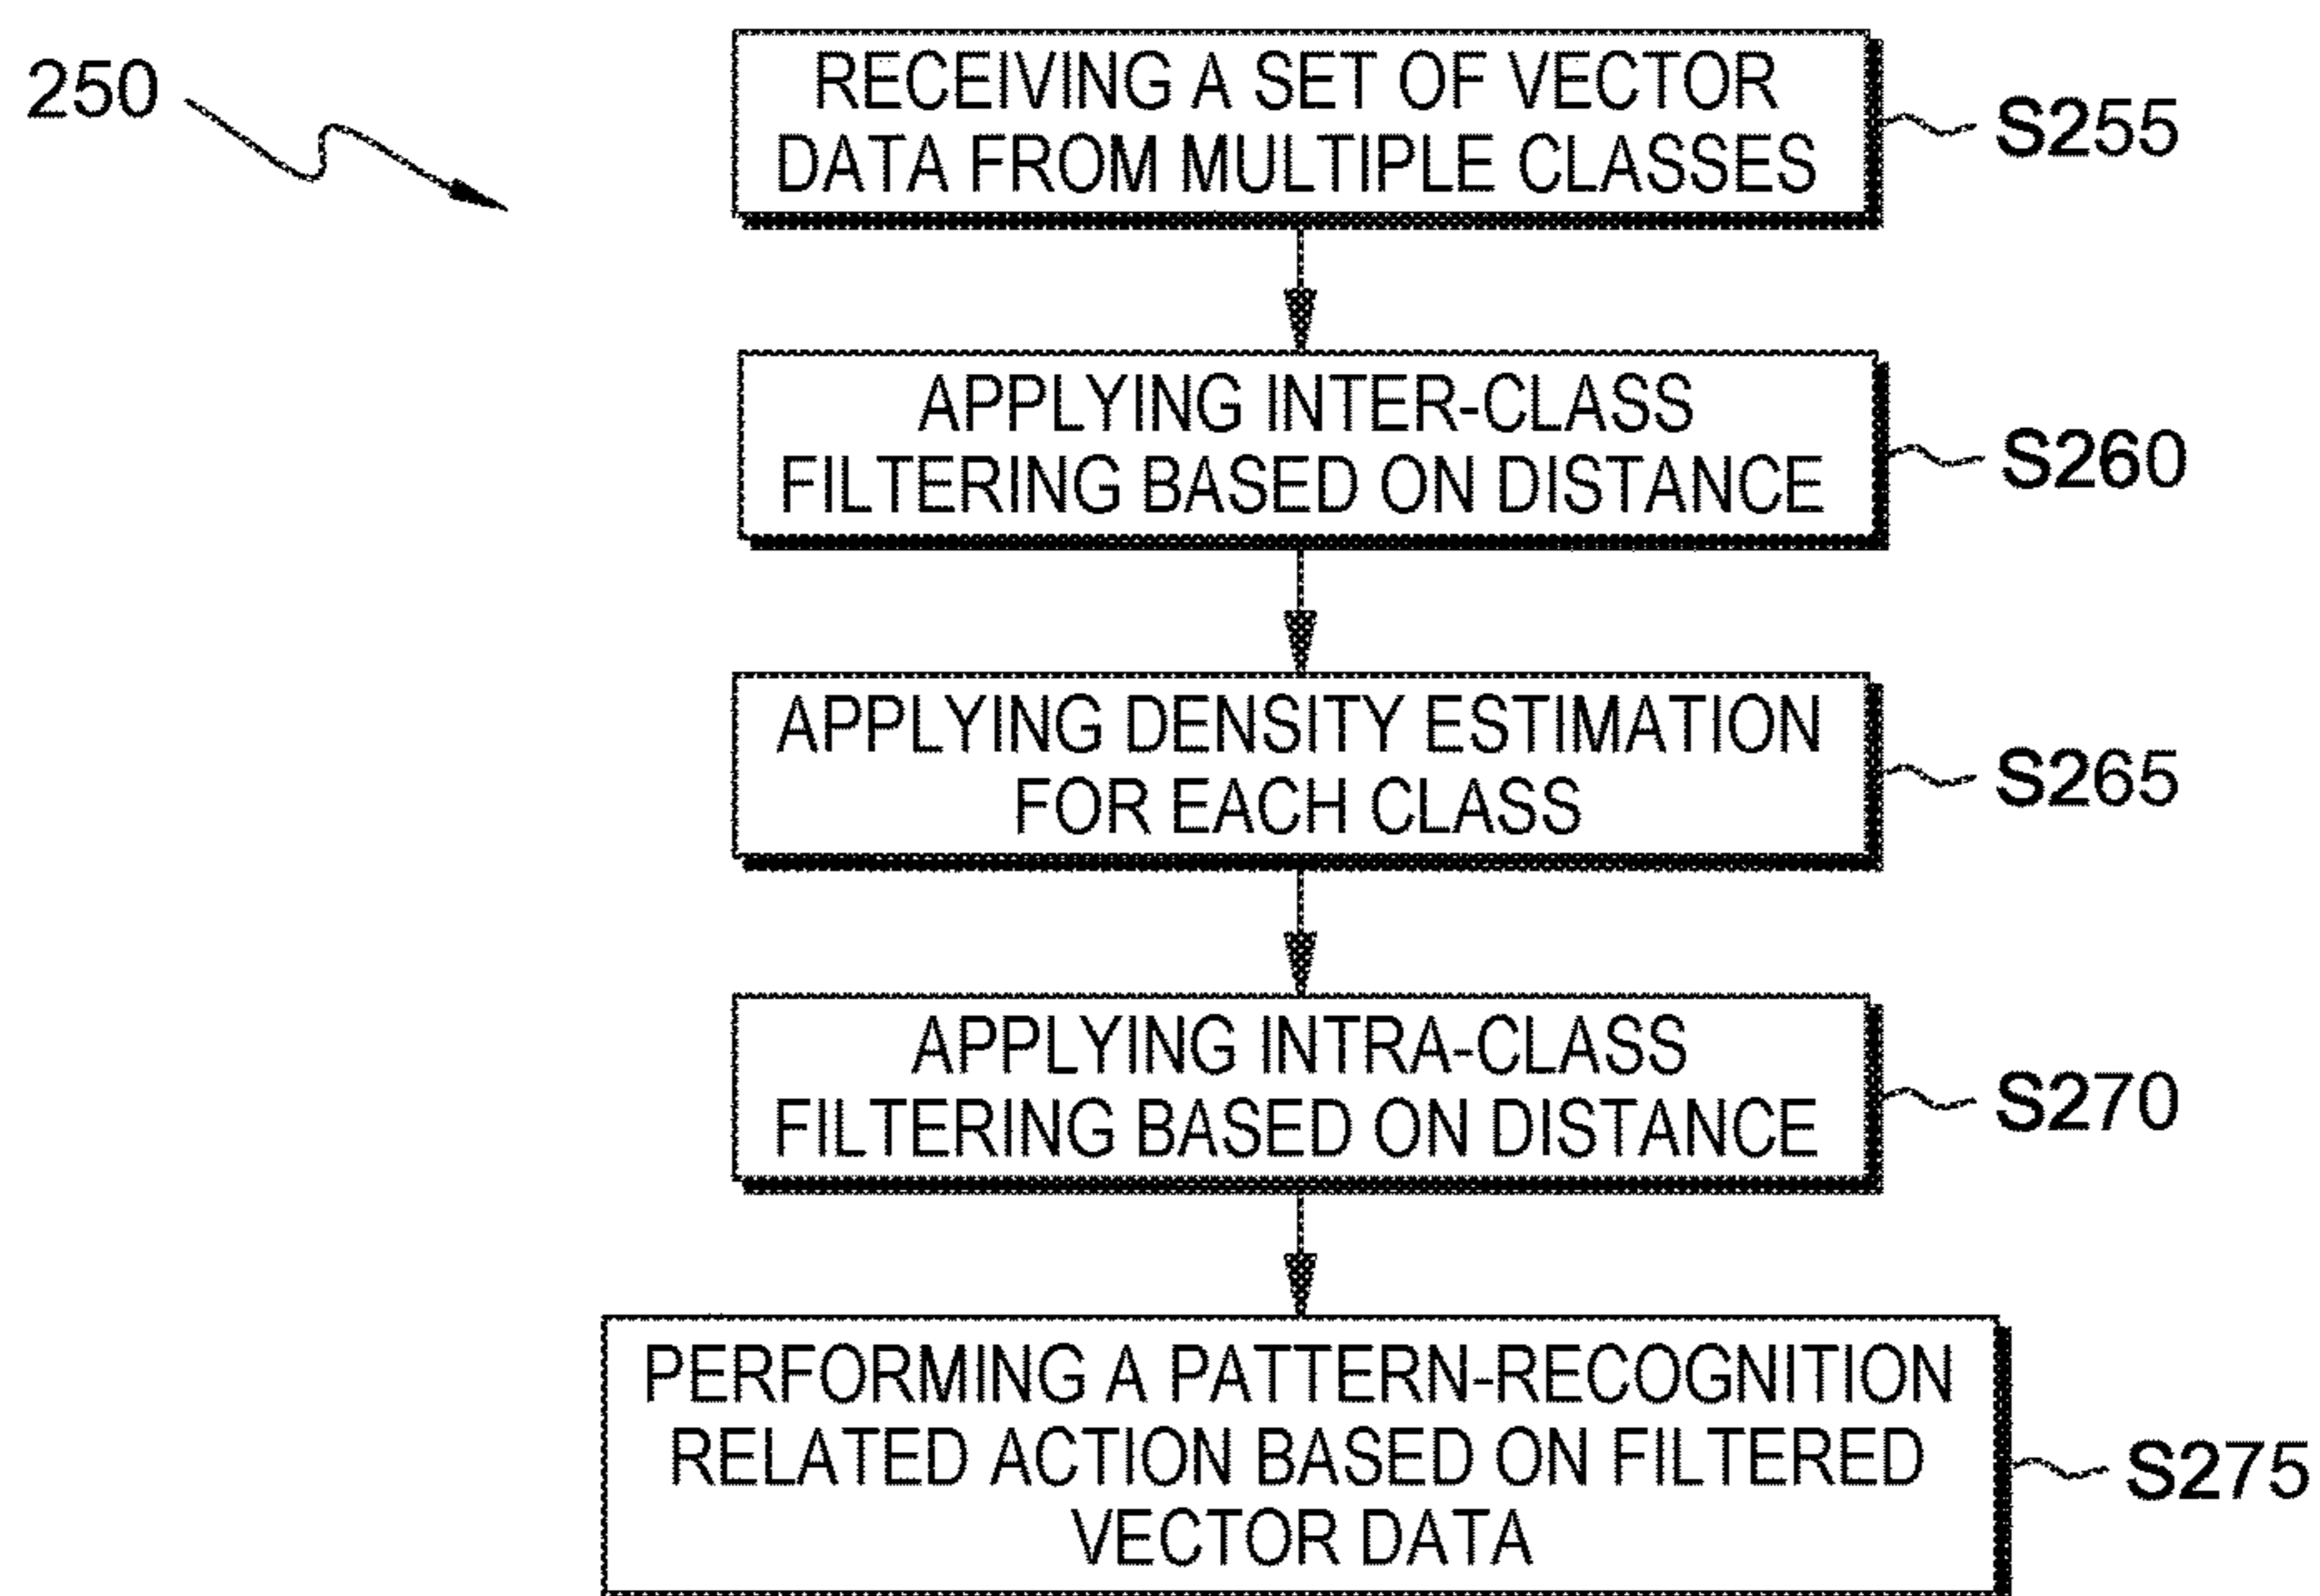 250
RECEIVING A SET OF VECTOR
DATA FROM MULTIPLE CLASSES
S255
APPLYING INTER-CLASS
FILTERING BASED ON DISTANCE
S260
APPLYING DENSITY ESTIMATION
FOR EACH CLASS
S265
APPLYING INTRA-CLASS
FILTERING BASED ON DISTANCE
S270
PERFORMING A PATTERN-RECOGNITION
RELATED ACTION BASED ON FILTERED
VECTOR DATA
S275